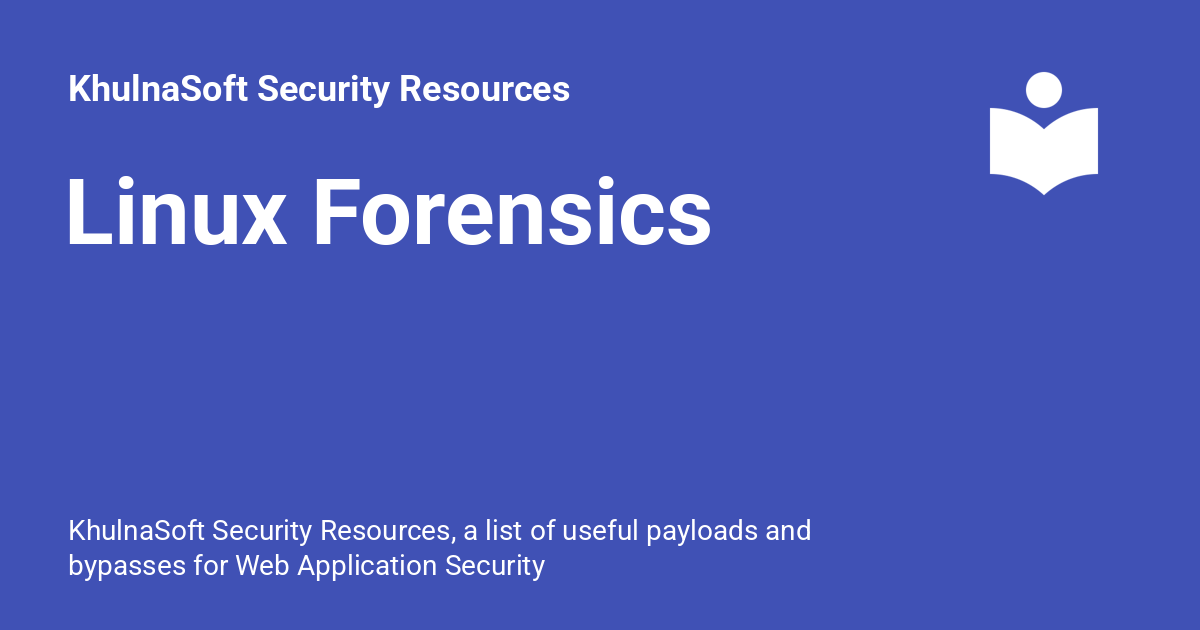 KhulnaSoft Security Resources
Linux Forensics
KhulnaSoft Security Resources, a list of useful payloads and
bypasses for Web Application Security